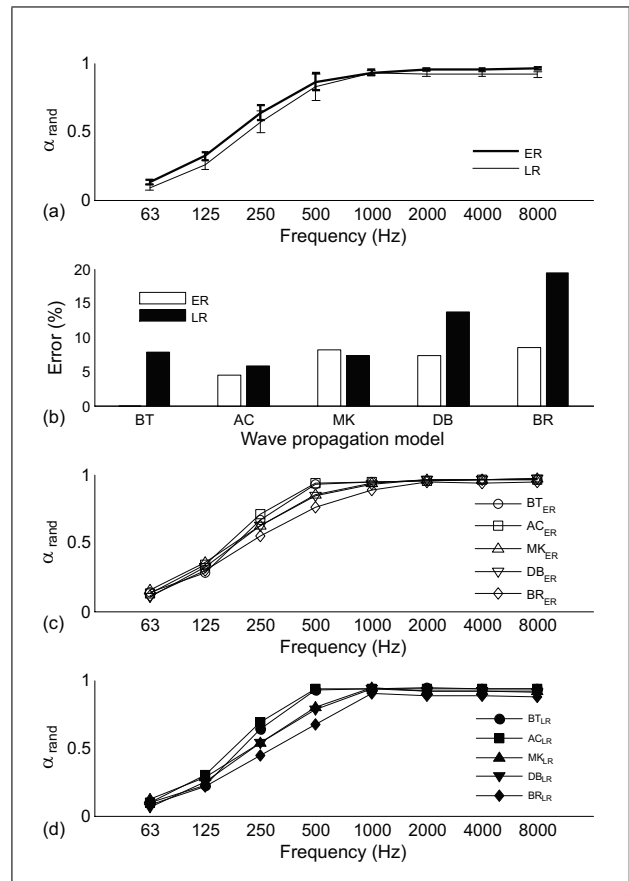 1
0.5
0
α rand
ER
LR
63 125 250 500 1000 2000 4000 8000
(a)
Frequency (Hz)
20
15
10
5
0
Error (%)
ER
LR
(b)
BT AC MK DB BR
Wave propagation model
1
0.5
0
α rand
BT ER
AC ER
MK ER
DB ER
BR ER
63 125 250 500 1000 2000 4000 8000
(c)
Frequency (Hz)
1
0.5
0
α rand
BT LR
AC LR
MK LR
DB LR
BR LR
63 125 250 500 1000 2000 4000 8000
(d)
Frequency (Hz)